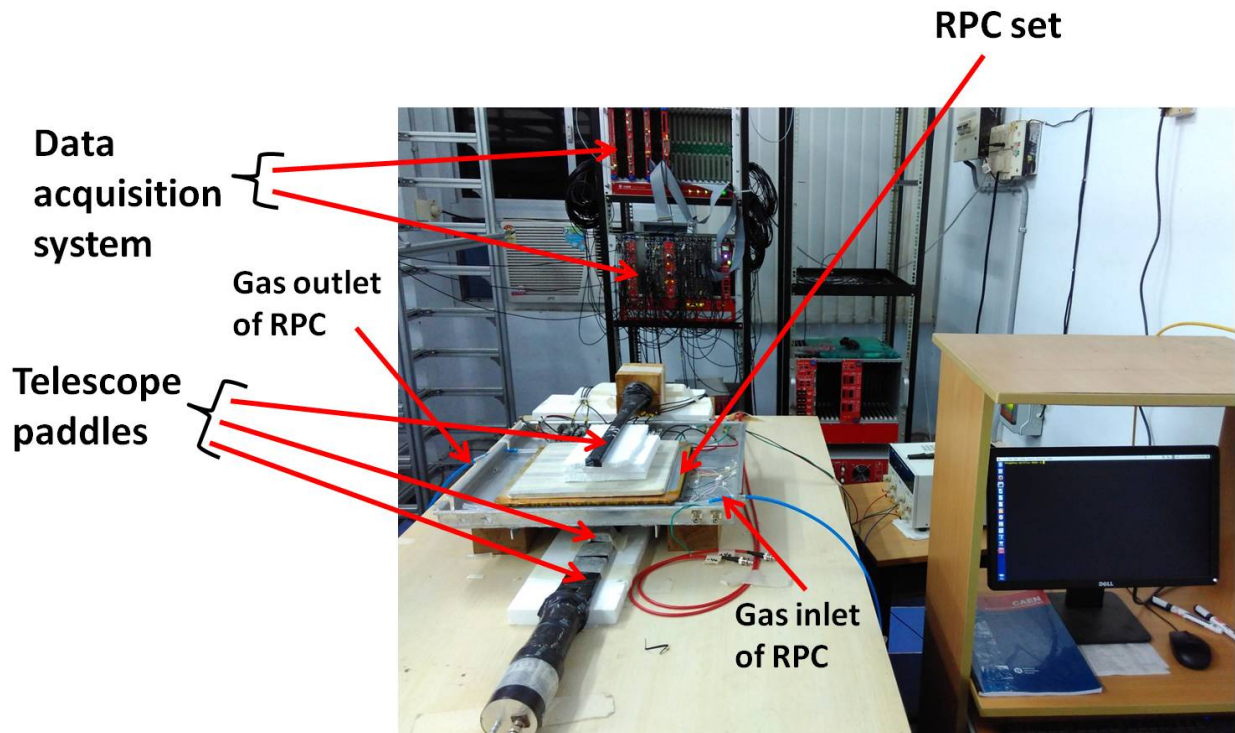 RPC set
Data
acquisition
system
Gas outlet
of RPC
Telescope
paddles
Gas inlet
of RPC
DELL
CAEN